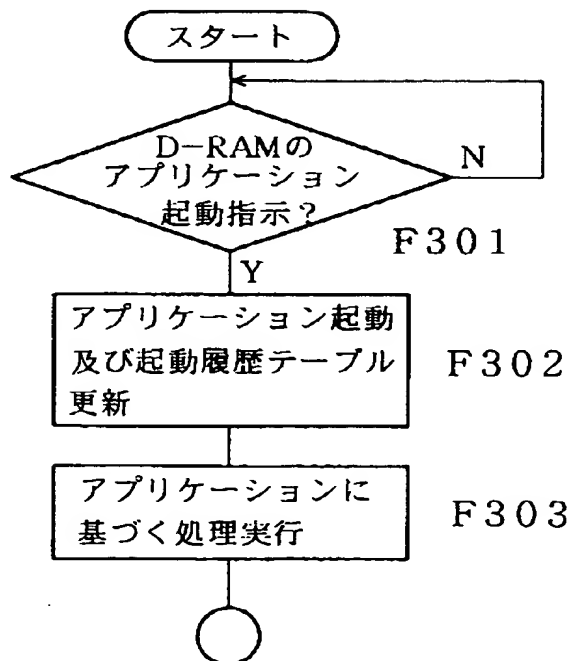 スタート
D-RAMの
アプリケーション
起動指示?
N
F301
Y
アプリケーション起動
及び起動履歴テーブル
更新
F302
アプリケーションに
基づく処理実行
F303